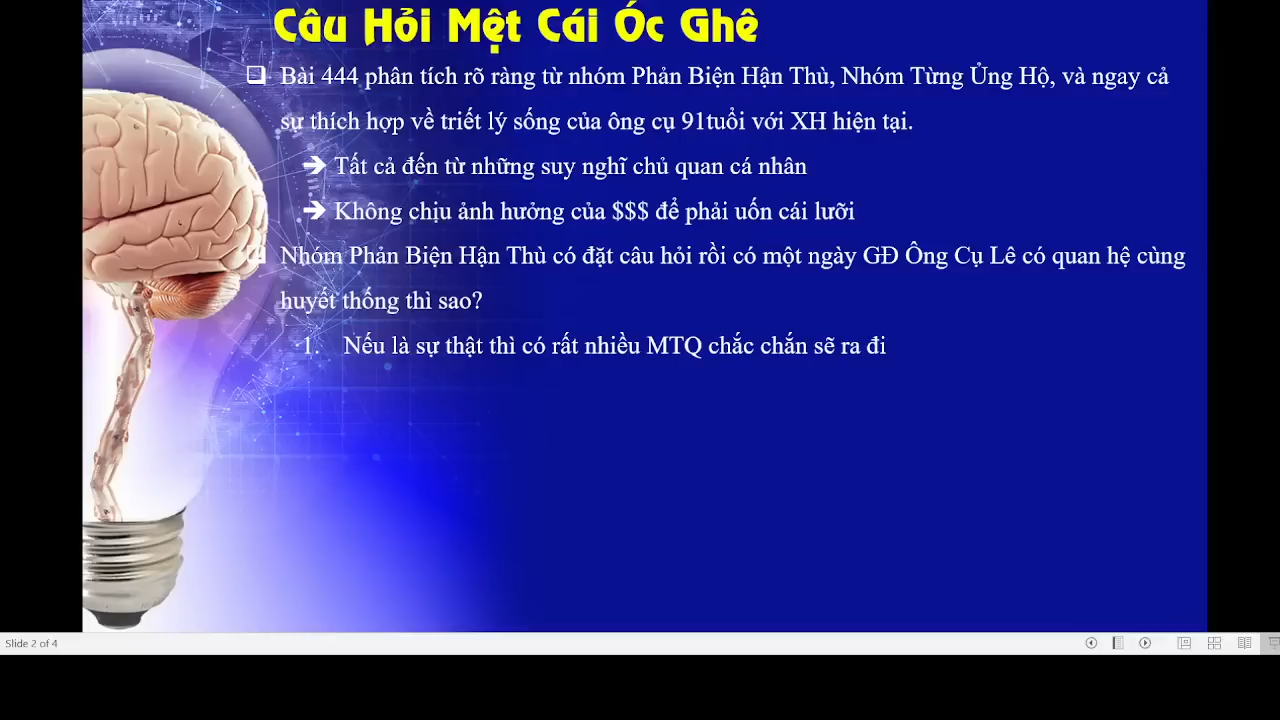 Câu Hỏi Mệt Cái Óc Ghê
Bài 444 phân tích rõ ràng từ nhóm Phản Biện Hận Thù, Nhóm Từng Ủng Hộ, và ngay cả
sự thích hợp về triết lý sống của ông cụ 91tuổi với XH hiện tại.
Tất cả đến từ những suy nghĩ chủ quan cá nhân
Không chịu ảnh hưởng của $$$ để phải uốn cái lưỡi
Nhóm Phản Biện Hận Thù có đặt câu hỏi rồi có một ngày GĐ Ông Cụ Lê có quan hệ cùng
huyết thống thì sao?
1. Nếu là sự thật thì có rất nhiều MTQ chắc chắn sẽ ra đi
Slide 2 of 4